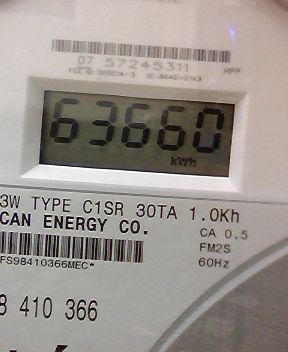 07 57245311 HPP
63660
kWh
3W TYPE C1SR 30TA 1.0Kh
CAN ENERGY CO.
CA 0.5
FM2S
60Hz
FS98410366MEC*
8 410 366